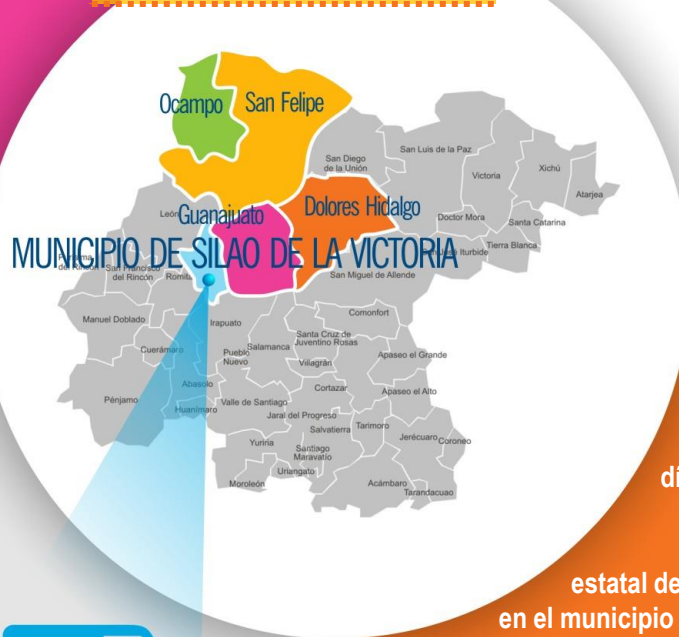 Ocampo
San Felipe
San Luis de la Paz
San Diego
de la Unión
Victoria
Xichú
Atarjea
León
Guanajuato
Dolores Hidalgo
Doctor Mora
Santa Catarina
MUNICIPIO DE SILAO DE LA VICTORIA
José Iturbide
Tierra Blanca
del Rincón
San Francisco
del Rincón
Romita
San Miguel de Allende
Comonfort
Manuel Doblado
Irapuato
Santa Cruz de
Juventino Rosas
Cuerámaro
Pueblo
Nuevo
Salamanca
Villagrán
Apaseo el Grande
Abasolo
Cortazar
Apaseo el Alto
Pénjamo
Huanímaro
Valle de Santiago
Jaral del Progreso
Salvatierra
Tarimoro
Jerécuaro
Coroneo
Yuriria
Santiago
Maravatío
Uriangato
Moroleón
Acámbaro
Tarandacuao
estatal de
en el municipio